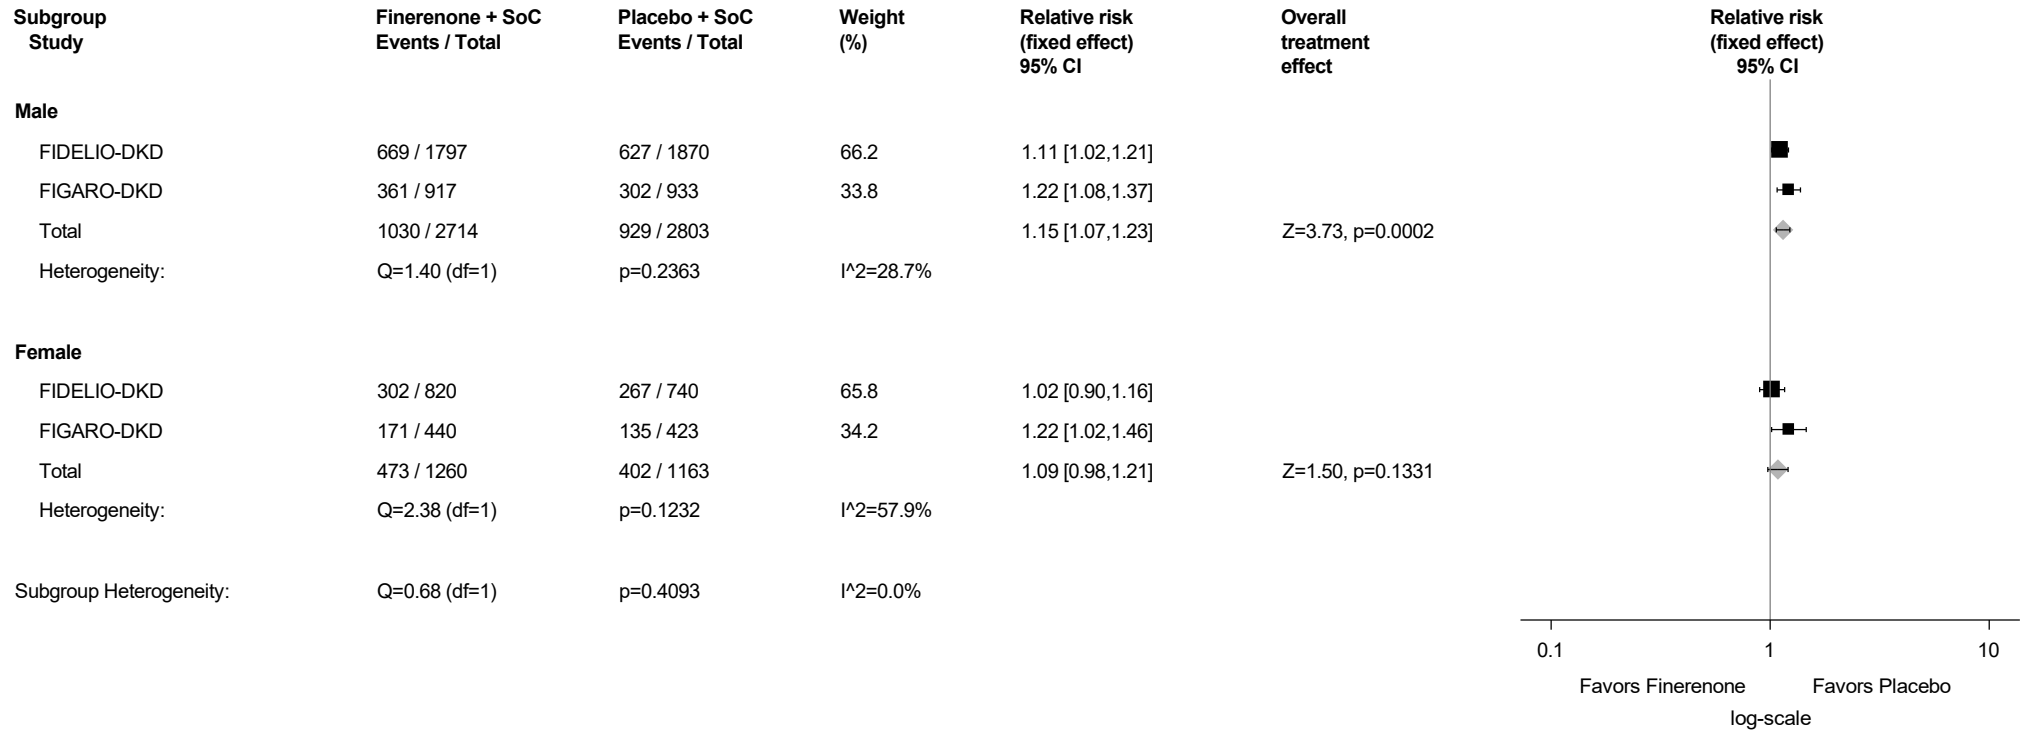 Subgroup Finerenone + SoC Placebo + SoC Weight Relative risk Overall Relative risk
Study Events / Total Events / Total (%) (fixed effect) treatment (fixed effect)
95% CI effect 95% CI
Male
FIDELIO-DKD 669 / 1797 627 / 1870 66.2 1.11 [1.02,1.21]
FIGARO-DKD 361 / 917 302 / 933 33.8 1.22 [1.08,1.37]
Total 1030 / 2714 929 / 2803 1.15 [1.07,1.23] Z=3.73, p=0.0002
Heterogeneity: Q=1.40 (df=1) p=0.2363 I^2=28.7%
Female
FIDELIO-DKD 302 / 820 267 / 740 65.8 1.02 [0.90,1.16]
FIGARO-DKD 171 / 440 135 / 423 34.2 1.22 [1.02,1.46]
Total 473 / 1260 402 / 1163 1.09 [0.98,1.21] Z=1.50, p=0.1331
Heterogeneity: Q=2.38 (df=1) p=0.1232 I^2=57.9%
Subgroup Heterogeneity: Q=0.68 (df=1) p=0.4093 I^2=0.0%
0.1 1 10
Favors Finerenone Favors Placebo
log-scale